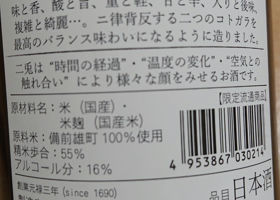 味と香、酸と旨、重と軽、甘と辛、入りと後味、
複雑と綺麗…。二律背反する二つのコトガラを
最高のバランス味わいになるように造りました。
二兎は“時間の経過”・“温度の変化”・“空気との
触れ合い”により様々な顔をみせるお酒です。
原材料名：米（国産）・
米麹（国産米）
【限定流通商品】
原料米：備前雄町 100%使用
精米歩合：55%
アルコール分：16%
4 953867 030214
創業元禄三年 (since 1690)
品目 日本酒